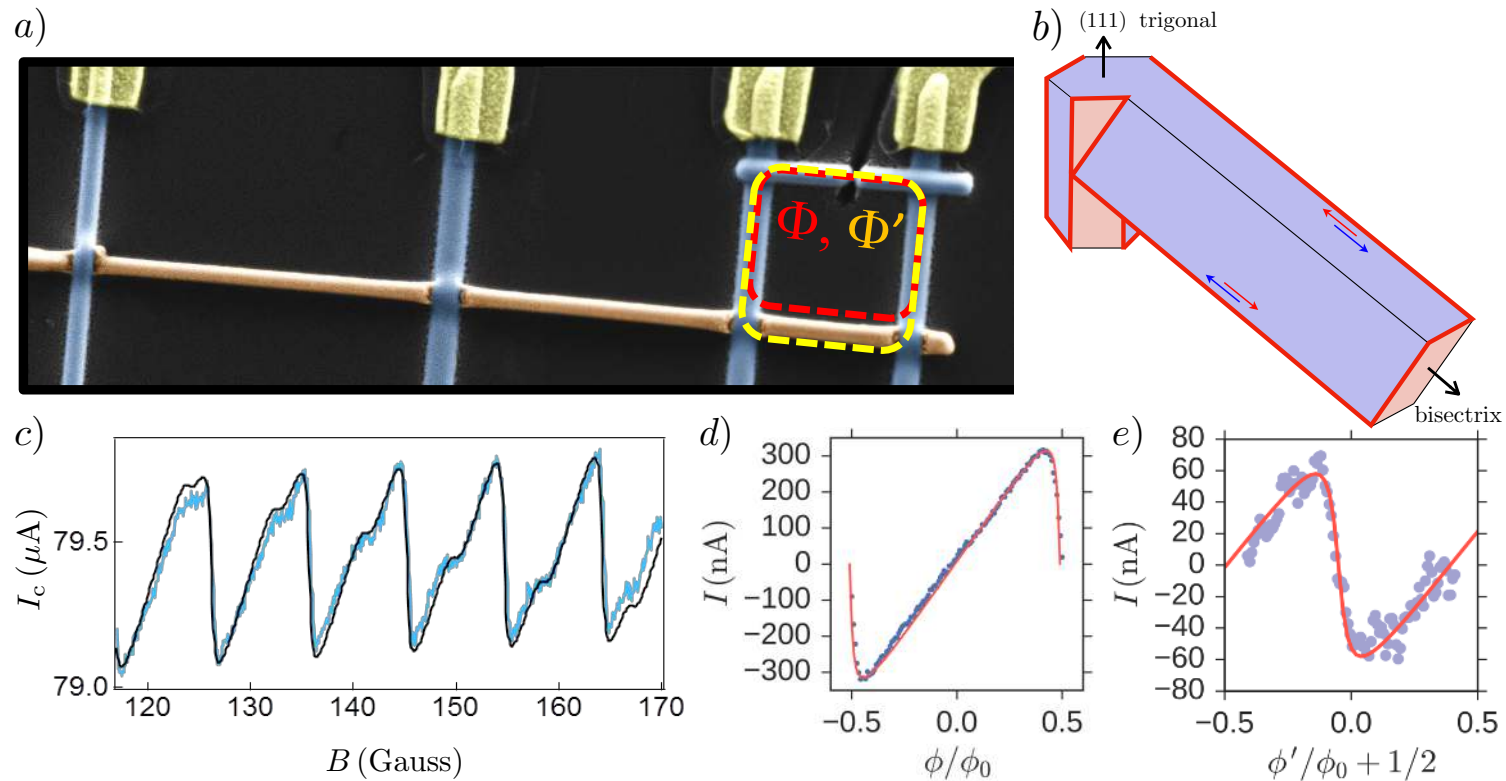 a)
Φ, Φ′
b)
(111) trigonal
bisectrix
c)
I_c (μA)
79.5
79.0
120 130 140 150 160 170
B (Gauss)
d)
I (nA)
300
200
100
0
−100
−200
−300
−0.5 0.0 0.5
ϕ/ϕ₀
e)
I (nA)
80
60
40
20
0
−20
−40
−60
−80
−0.5 0.0 0.5
ϕ′/ϕ₀ + 1/2